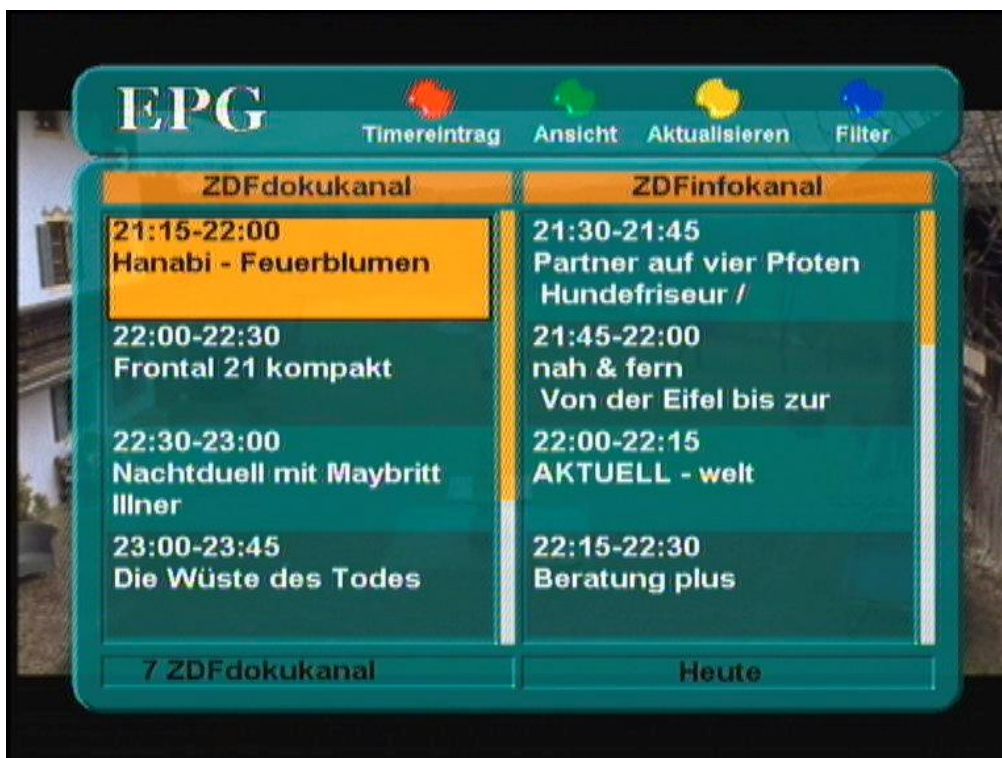 EPG
Timereintrag Ansicht Aktualisieren Filter
ZDFdokukanal
21:15-22:00
Hanabi - Feuerblumen
22:00-22:30
Frontal 21 kompakt
22:30-23:00
Nachtduell mit Maybritt
Illner
23:00-23:45
Die Wüste des Todes
7 ZDFdokukanal
ZDFinfokanal
21:30-21:45
Partner auf vier Pfoten
Hundefriseur /
21:45-22:00
nah & fern
Von der Eifel bis zur
22:00-22:15
AKTUELL - welt
22:15-22:30
Beratung plus
Heute